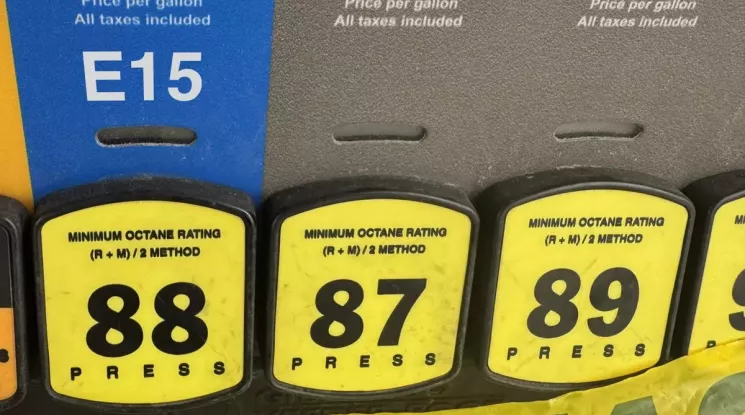 Price per gallon
All taxes included
E15
MINIMUM OCTANE RATING
(R + M) / 2 METHOD
88
PRESS
Price per gallon
All taxes included
MINIMUM OCTANE RATING
(R + M) / 2 METHOD
87
PRESS
Price per gallon
All taxes included
MINIMUM OCTANE RATING
(R + M) / 2 METHOD
89
PRESS